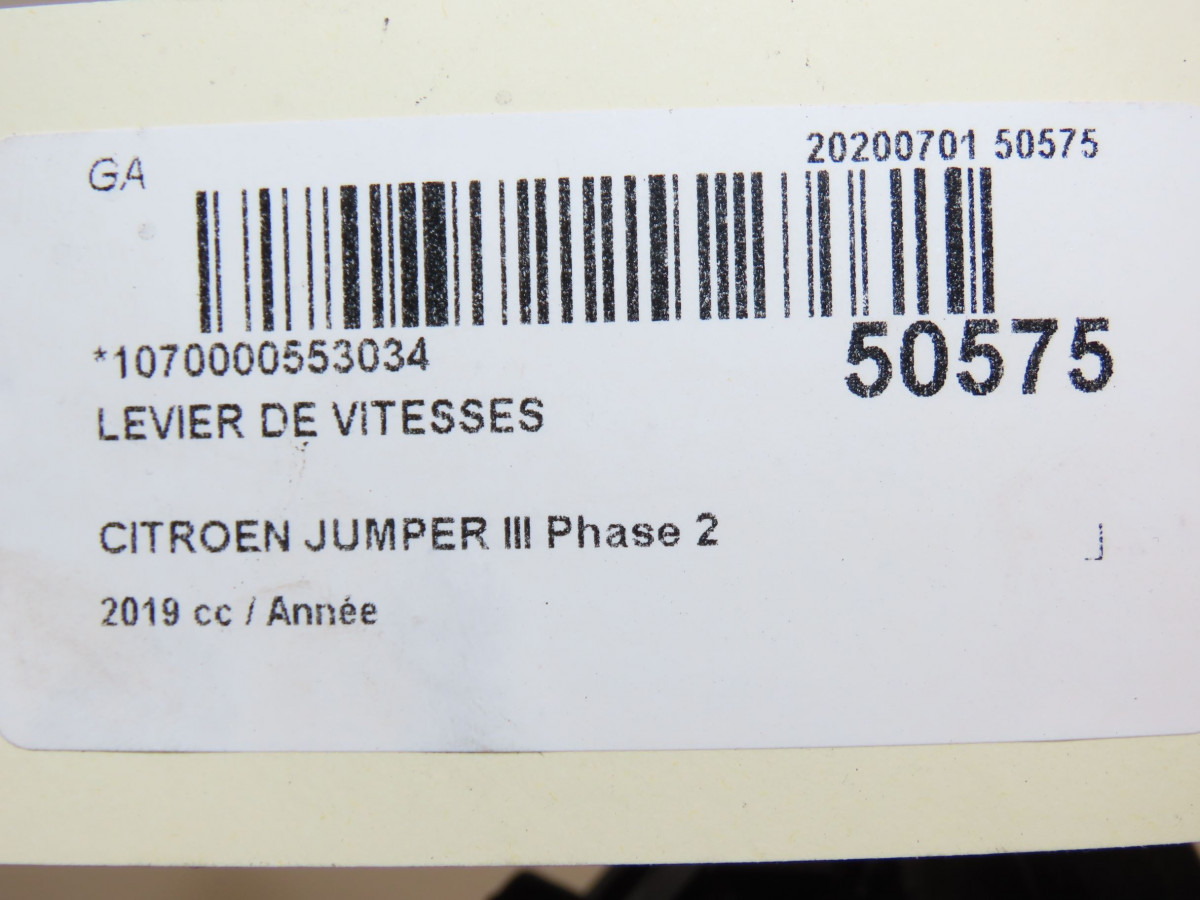 GA
20200701 50575
*1070000553034
50575
LEVIER DE VITESSES
CITROEN JUMPER III Phase 2
2019 cc / Année